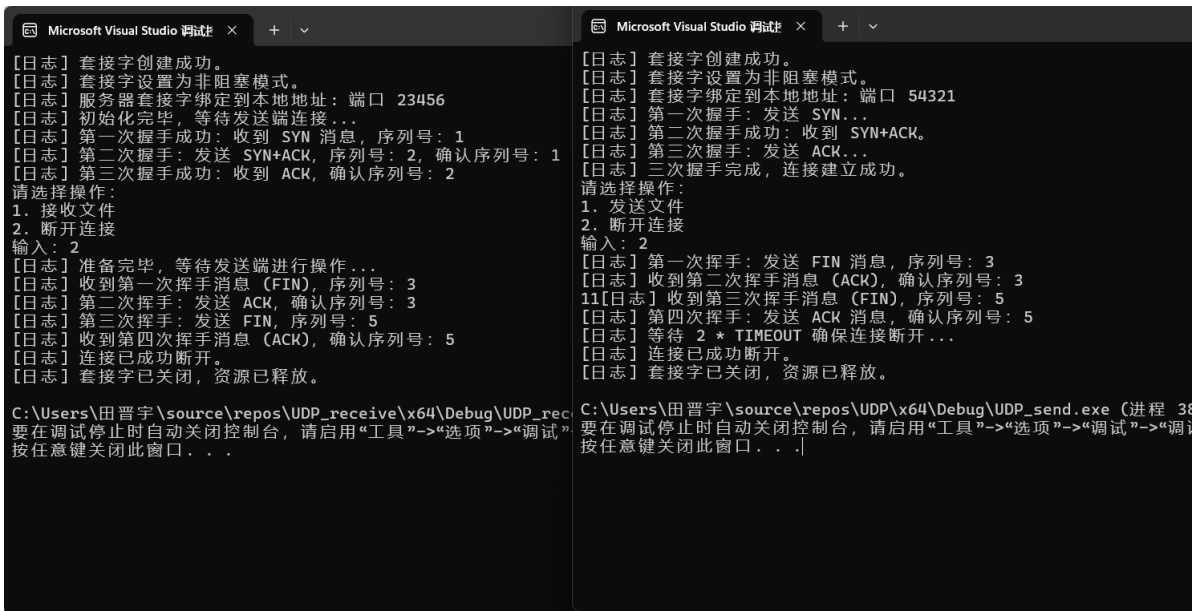 Microsoft Visual Studio 调试控
[日志] 套接字创建成功。
[日志] 套接字设置为非阻塞模式。
[日志] 服务器套接字绑定到本地地址: 端口 23456
[日志] 初始化完毕, 等待发送端连接...
[日志] 第一次握手成功: 收到 SYN 消息, 序列号: 1
[日志] 第二次握手: 发送 SYN+ACK, 序列号: 2, 确认序列号: 1
[日志] 第三次握手成功: 收到 ACK, 确认序列号: 2
请选择操作:
1. 接收文件
2. 断开连接
输入: 2
[日志] 准备完毕, 等待发送端进行操作...
[日志] 收到第一次挥手消息 (FIN), 序列号: 3
[日志] 第二次挥手: 发送 ACK, 确认序列号: 3
[日志] 第三次挥手: 发送 FIN, 序列号: 5
[日志] 收到第四次挥手消息 (ACK), 确认序列号: 5
[日志] 连接已成功断开。
[日志] 套接字已关闭, 资源已释放。
C:\Users\田晋宇\source\repos\UDP_receive\x64\Debug\UDP_rec
要在调试停止时自动关闭控制台, 请启用“工具”->“选项”->“调试”
按任意键关闭此窗口. . .
Microsoft Visual Studio 调试控
[日志] 套接字创建成功。
[日志] 套接字设置为非阻塞模式。
[日志] 套接字绑定到本地地址: 端口 54321
[日志] 第一次握手: 发送 SYN...
[日志] 第二次握手成功: 收到 SYN+ACK。
[日志] 第三次握手: 发送 ACK...
[日志] 三次握手完成, 连接建立成功。
请选择操作:
1. 发送文件
2. 断开连接
输入: 2
[日志] 第一次挥手: 发送 FIN 消息, 序列号: 3
[日志] 收到第二次挥手消息 (ACK), 确认序列号: 3
11[日志] 收到第三次挥手消息 (FIN), 序列号: 5
[日志] 第四次挥手: 发送 ACK 消息, 确认序列号: 5
[日志] 等待 2 * TIMEOUT 确保连接断开...
[日志] 连接已成功断开。
[日志] 套接字已关闭, 资源已释放。
C:\Users\田晋宇\source\repos\UDP\x64\Debug\UDP_send.exe (进程 38
要在调试停止时自动关闭控制台, 请启用“工具”->“选项”->“调试”->“调
按任意键关闭此窗口. . .